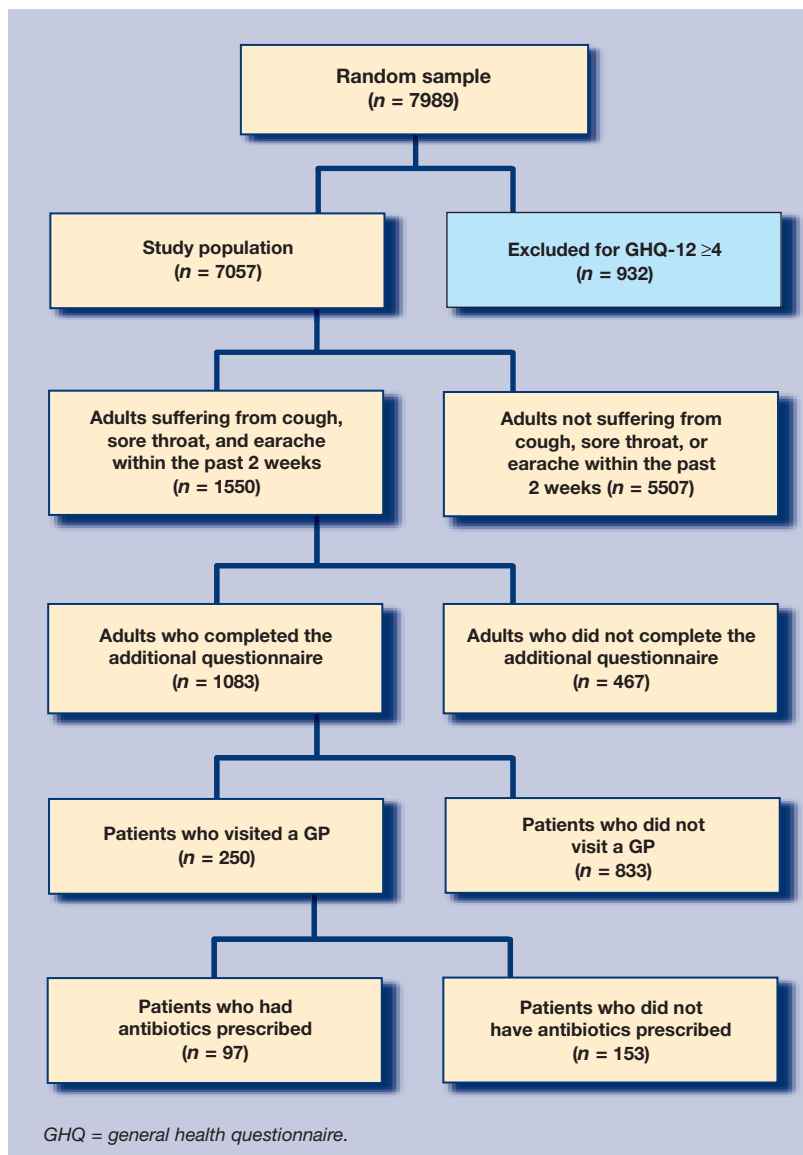 Random sample
(n = 7989)
Study population
(n = 7057)
Excluded for GHQ-12 ≥4
(n = 932)
Adults suffering from cough,
sore throat, and earache
within the past 2 weeks
(n = 1550)
Adults not suffering from
cough, sore throat, or
earache within the past
2 weeks (n = 5507)
Adults who completed the
additional questionnaire
(n = 1083)
Adults who did not complete the
additional questionnaire
(n = 467)
Patients who visited a GP
(n = 250)
Patients who did not
visit a GP
(n = 833)
Patients who had
antibiotics prescribed
(n = 97)
Patients who did not
have antibiotics prescribed
(n = 153)
GHQ = general health questionnaire.